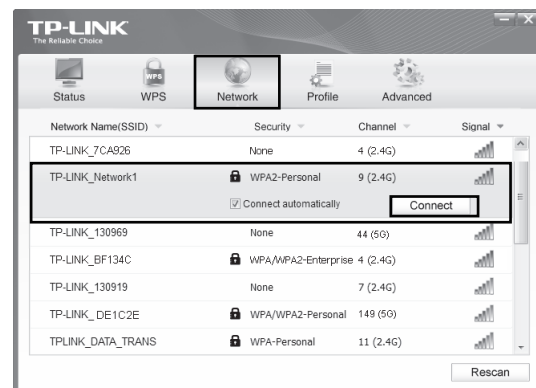 TP-LINK
The Reliable Choice
Status WPS Network Profile Advanced
WPS
Network Name(SSID) Security Channel Signal
TP-LINK_7CA926 None 4 (2.4G)
TP-LINK_Network1 WPA2-Personal 9 (2.4G)
Connect automatically Connect
TP-LINK_130969 None 44 (5G)
TP-LINK_BF134C WPA/WPA2-Enterprise 4 (2.4G)
TP-LINK_130919 None 7 (2.4G)
TP-LINK_ DE1C2E WPA/WPA2-Personal 149 (5G)
TPLINK_DATA_TRANS WPA-Personal 11 (2.4G)
Rescan